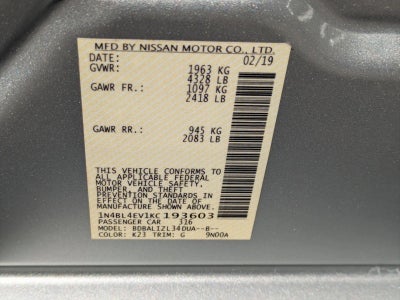 MFD BY NISSAN MOTOR CO., LTD.
DATE: 02/19
GVWR: 1963 KG
4328 LB
GAWR FR.: 1097 KG
2418 LB
GAWR RR.: 945 KG
2083 LB
THIS VEHICLE CONFORMS TO
ALL APPLICABLE FEDERAL
MOTOR VEHICLE SAFETY,
BUMPER, AND THEFT
PREVENTION STANDARDS IN
EFFECT ON THE DATE OF
MANUFACTURE SHOWN ABOVE.
1N4BL4EV1KC193603
PASSENGER CAR 316
MODEL: BDBALIZL34DUA--B--
COLOR: K23 TRIM: G 9N00A